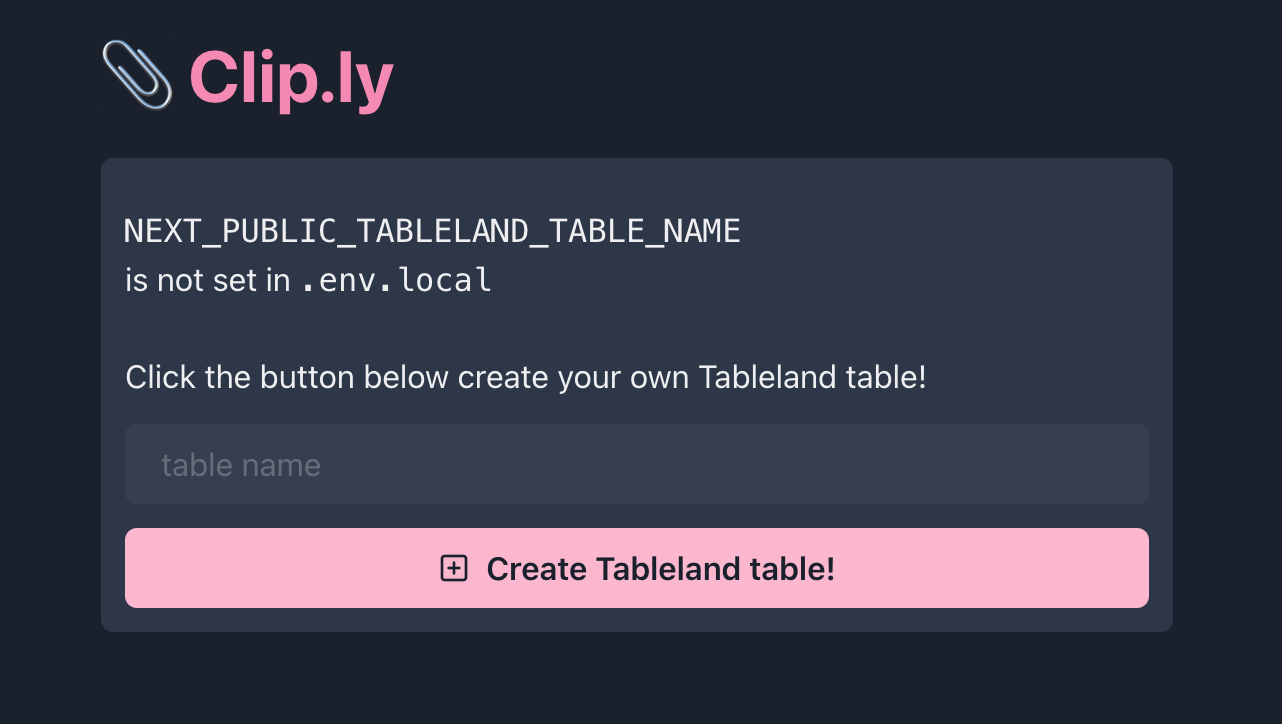 Clip.ly
NEXT_PUBLIC_TABLELAND_TABLE_NAME
is not set in .env.local
Click the button below create your own Tableland table!
table name
Create Tableland table!